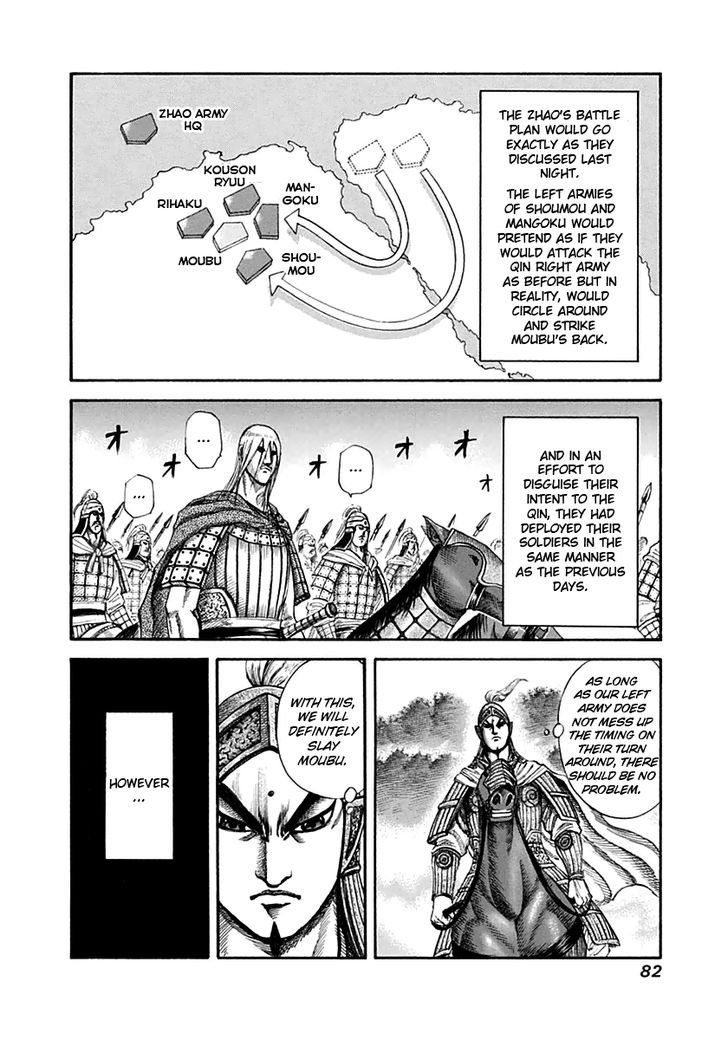 ZHAO ARMY
HQ
KOUSON
RYUU
MAN-
GOKU
RIHAKU
MOUBU
SHOU-
MOU
THE ZHAO'S BATTLE
PLAN WOULD GO
EXACTLY AS THEY
DISCUSSED LAST
NIGHT.
THE LEFT ARMIES
OF SHOUMOU AND
MANGOKU WOULD
PRETEND AS IF THEY
WOULD ATTACK THE
QIN RIGHT ARMY
AS BEFORE BUT IN
REALITY, WOULD
CIRCLE AROUND
AND STRIKE
MOUBU'S BACK.
AND IN AN
EFFORT TO
DISGUISE THEIR
INTENT TO THE
QIN, THEY HAD
DEPLOYED THEIR
SOLDIERS IN
THE SAME MANNER
AS THE PREVIOUS
DAYS.
オ
オ
オ
...
...
...
AS LONG
AS OUR LEFT
ARMY DOES
NOT MESS UP
THE TIMING ON
THEIR TURN
AROUND, THERE
SHOULD BE NO
PROBLEM.
WITH THIS,
WE WILL
DEFINITELY
SLAY
MOUBU.
HOWEVER
...
82